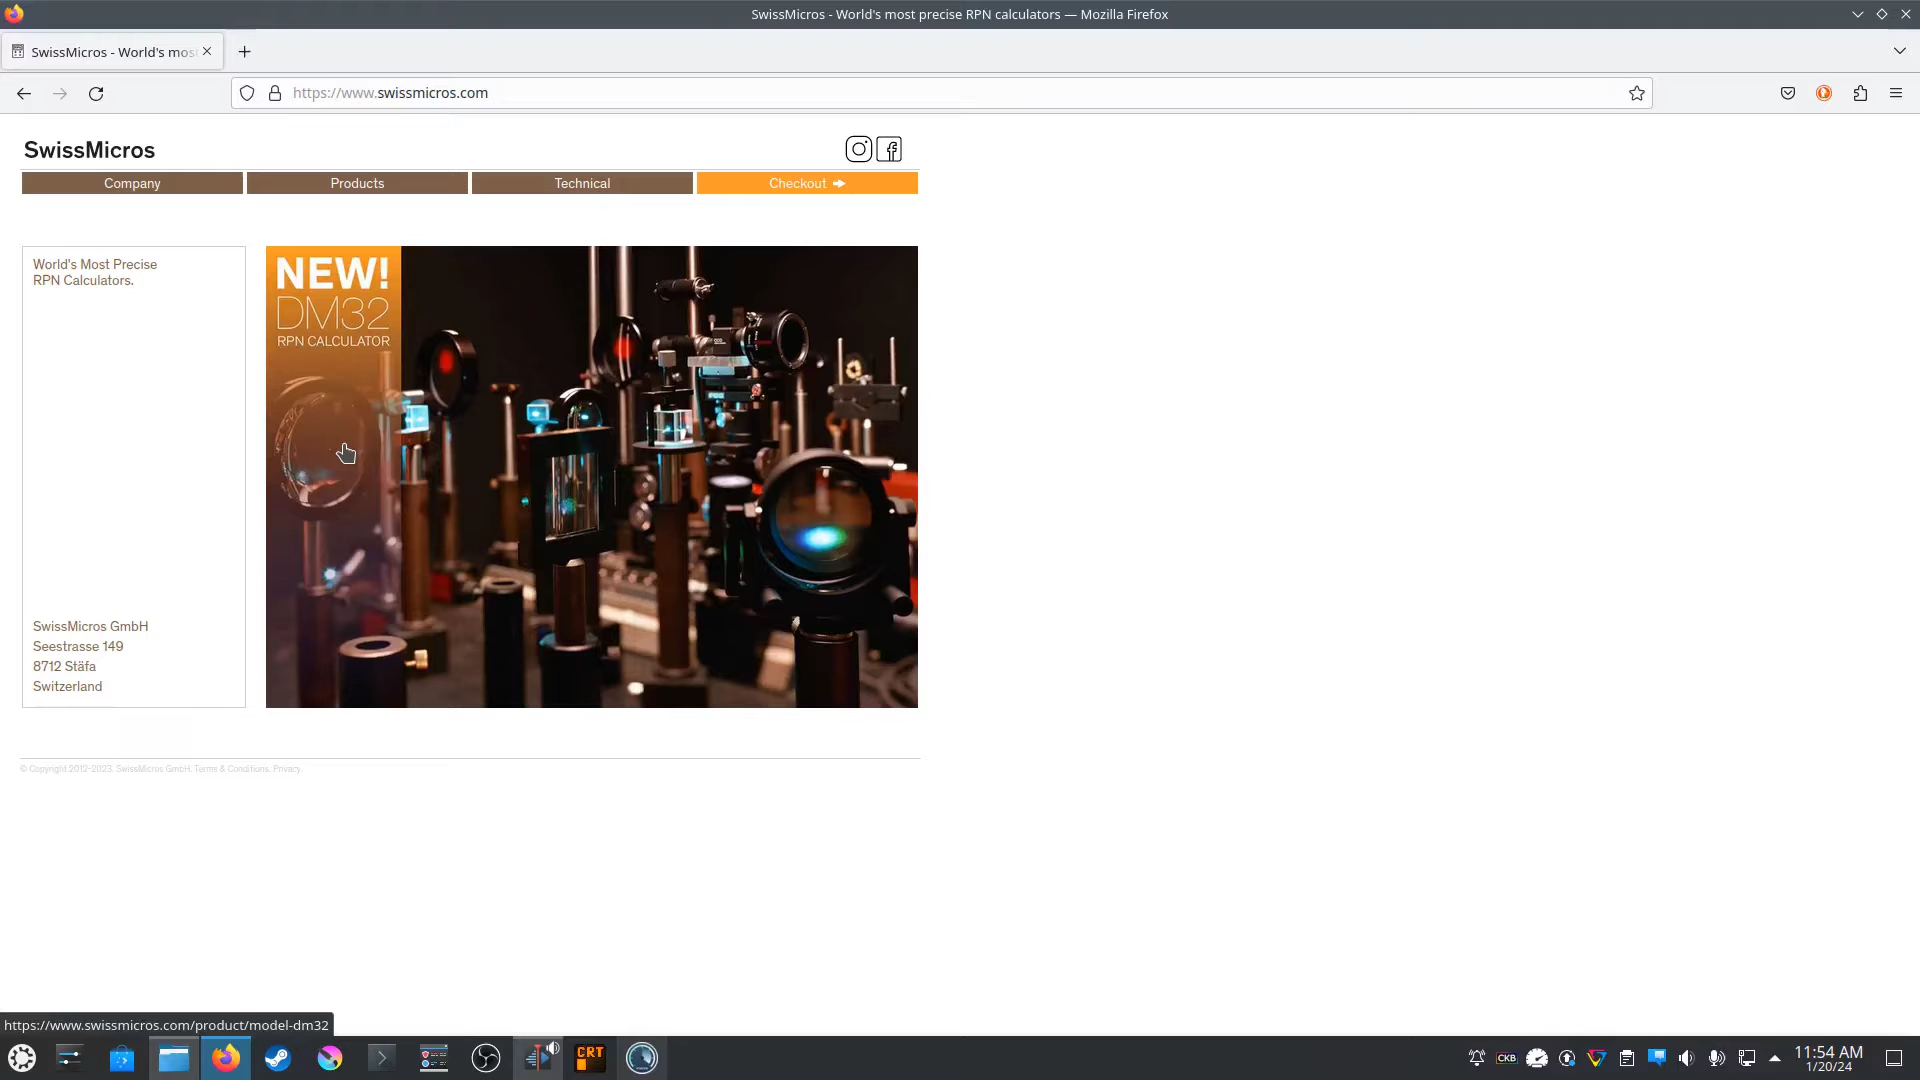 SwissMicros - World's most precise RPN calculators — Mozilla Firefox
SwissMicros - World's mos
https://www.swissmicros.com
SwissMicros
Company
Products
Technical
Checkout
World's Most Precise
RPN Calculators.
NEW!
DM32
RPN CALCULATOR
SwissMicros GmbH
Seestrasse 149
8712 Stäfa
Switzerland
© Copyright 2012-2023. SwissMicros GmbH. Terms & Conditions. Privacy.
https://www.swissmicros.com/product/model-dm32
CRT
CKB
11:54 AM
1/20/24